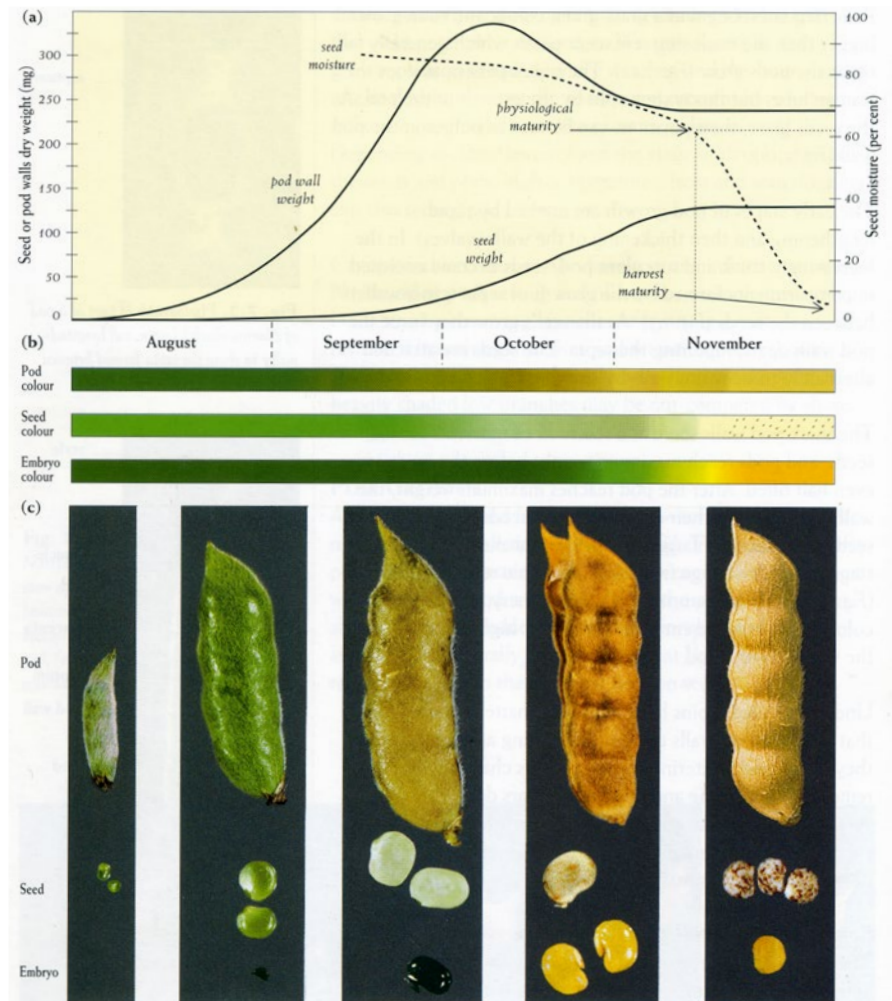 (a)
300
250
200
150
100
50
Seed or pod walls dry weight (mg)
100
80
60
40
20
0
Seed moisture (per cent)
seed
moisture
physiological
maturity
pod wall
weight
seed
weight
harvest
maturity
August
September
October
November
(b)
Pod
colour
Seed
colour
Embryo
colour
(c)
Pod
Seed
Embryo